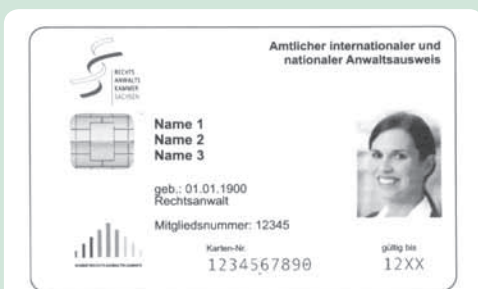 Amtlicher internationaler und
nationaler Anwaltsausweis
RECHTS
ANWALTS
KAMMER
SACHSEN
Name 1
Name 2
Name 3
geb.: 01.01.1900
Rechtsanwalt
Mitgliedsnummer: 12345
Karten-Nr.
1234567890
gültig bis
12XX